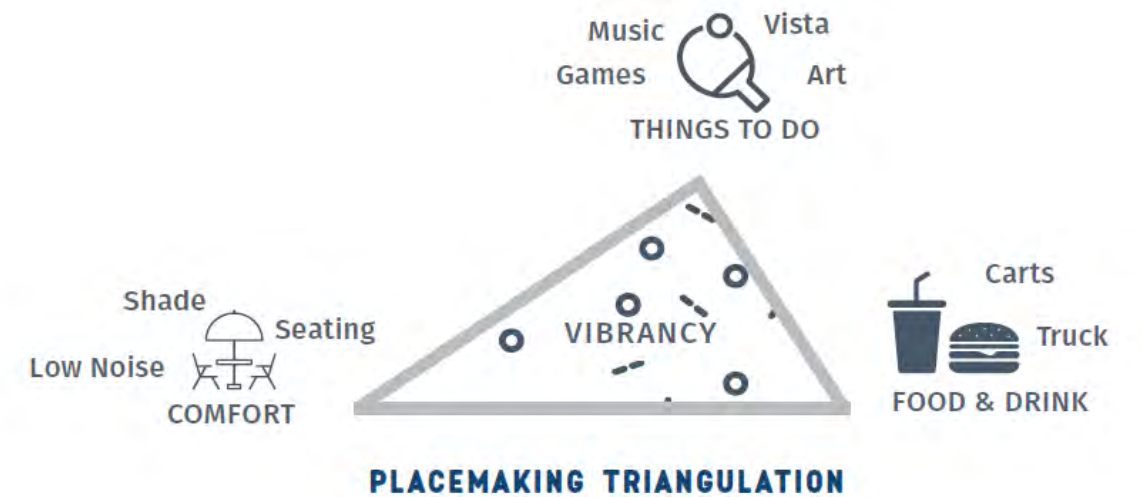 Music
Vista
Games
Art
THINGS TO DO
Shade
Seating
Low Noise
COMFORT
VIBRANCY
Carts
Truck
FOOD & DRINK
PLACEMAKING TRIANGULATION